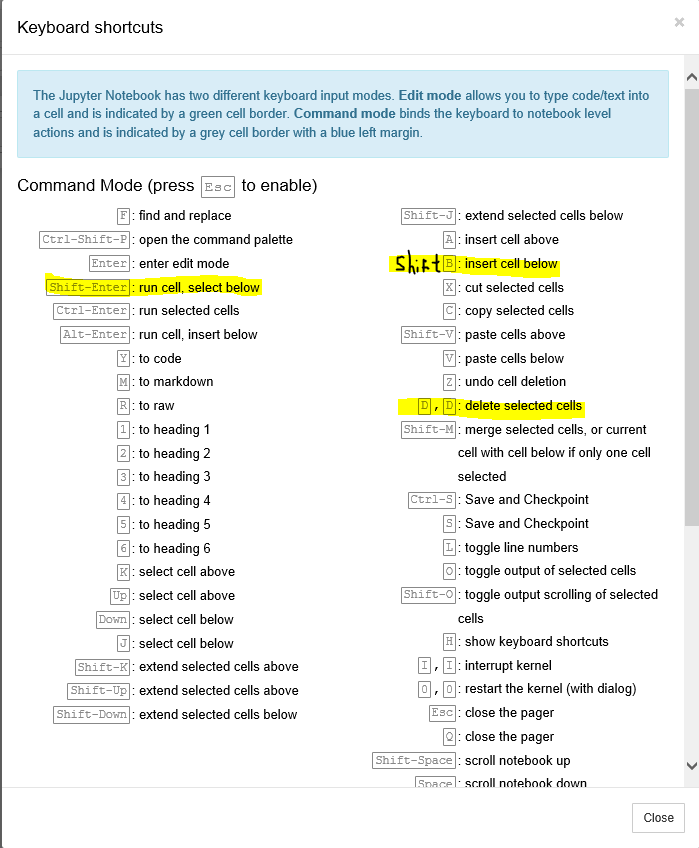 Keyboard shortcuts
×
The Jupyter Notebook has two different keyboard input modes. Edit mode allows you to type code/text into
a cell and is indicated by a green cell border. Command mode binds the keyboard to notebook level
actions and is indicated by a grey cell border with a blue left margin.
Command Mode (press Esc to enable)
F : find and replace
Ctrl-Shift-P : open the command palette
Enter : enter edit mode
Shift-Enter : run cell, select below
Ctrl-Enter : run selected cells
Alt-Enter : run cell, insert below
Y : to code
M : to markdown
R : to raw
1 : to heading 1
2 : to heading 2
3 : to heading 3
4 : to heading 4
5 : to heading 5
6 : to heading 6
K : select cell above
Up : select cell above
Down : select cell below
J : select cell below
Shift-K : extend selected cells above
Shift-Up : extend selected cells above
Shift-Down : extend selected cells below
Shift-J : extend selected cells below
A : insert cell above
Shift B : insert cell below
X : cut selected cells
C : copy selected cells
Shift-V : paste cells above
V : paste cells below
Z : undo cell deletion
D , D : delete selected cells
Shift-M : merge selected cells, or current
cell with cell below if only one cell
selected
Ctrl-S : Save and Checkpoint
S : Save and Checkpoint
L : toggle line numbers
O : toggle output of selected cells
Shift-O : toggle output scrolling of selected
cells
H : show keyboard shortcuts
I , I : interrupt kernel
0 , 0 : restart the kernel (with dialog)
Esc : close the pager
Q : close the pager
Shift-Space : scroll notebook up
Space : scroll notebook down
Close